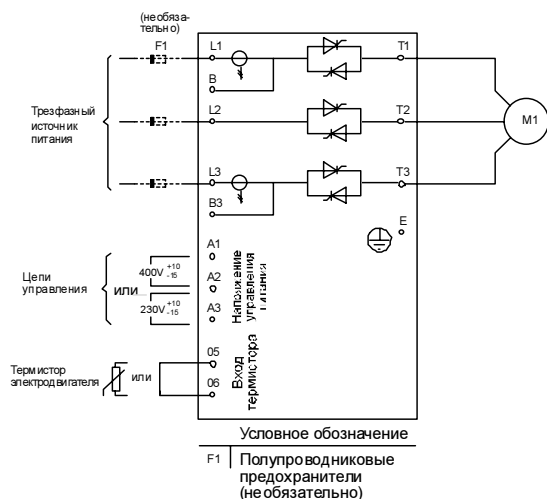 (необяза-
тельно)
F1
L1
T1
B
Трезфазный
источник
питания
L2
T2
M1
L3
T3
B3
E
A1
400V +10 -15
A2
Цепи
управления
или
230V +10 -15
A3
Напряжение
управления
питания
05
Термистор
электродвигателя
или
06
Вход
термистора
Условное обозначение
F1 Полупроводниковые
предохранители
(необязательно)